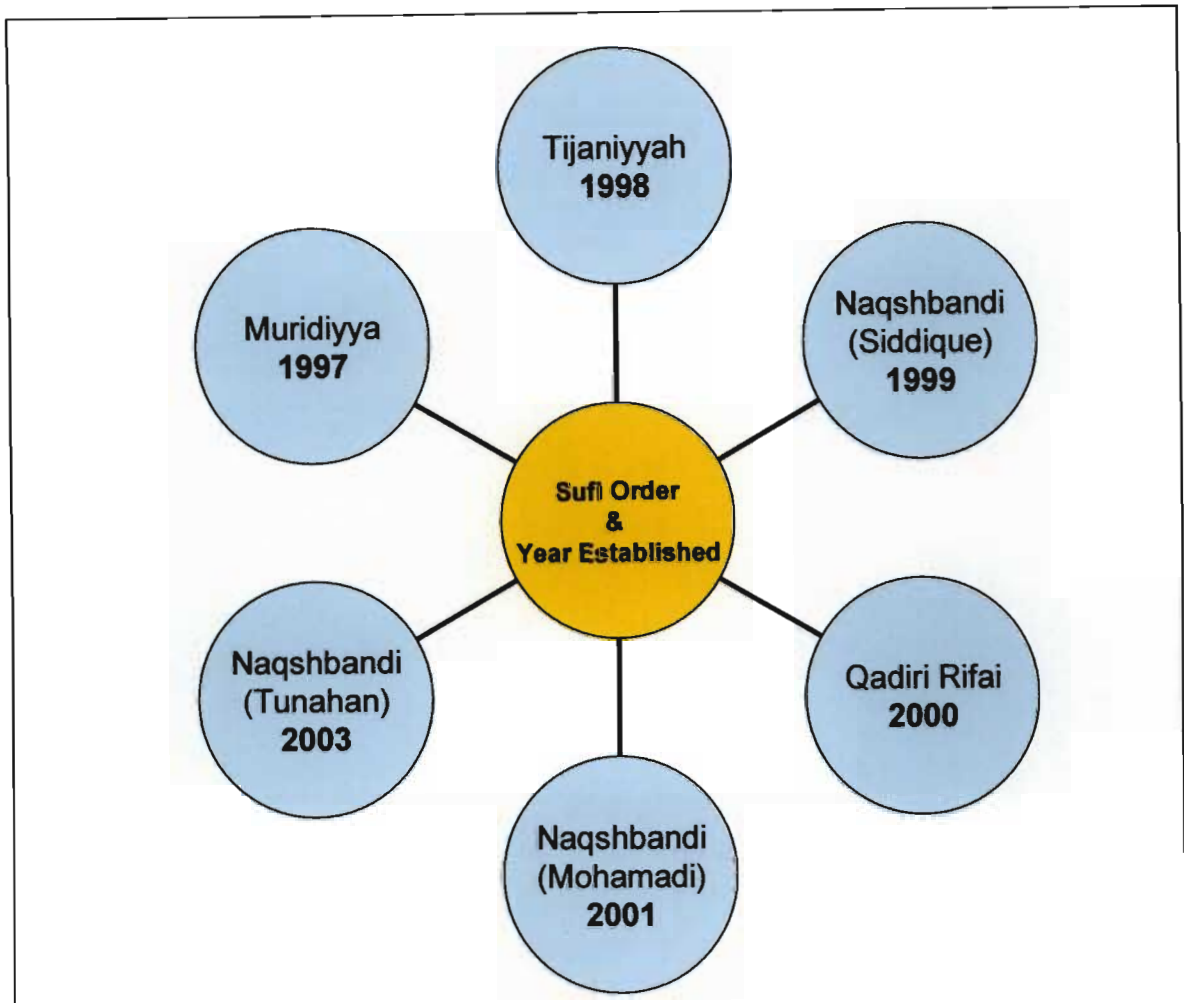 Tijaniyyah
1998
Naqshbandi
(Siddique)
1999
Muridiyya
1997
Sufi Order
&
Year Established
Naqshbandi
(Tunahan)
2003
Qadiri Rifai
2000
Naqshbandi
(Mohamadi)
2001